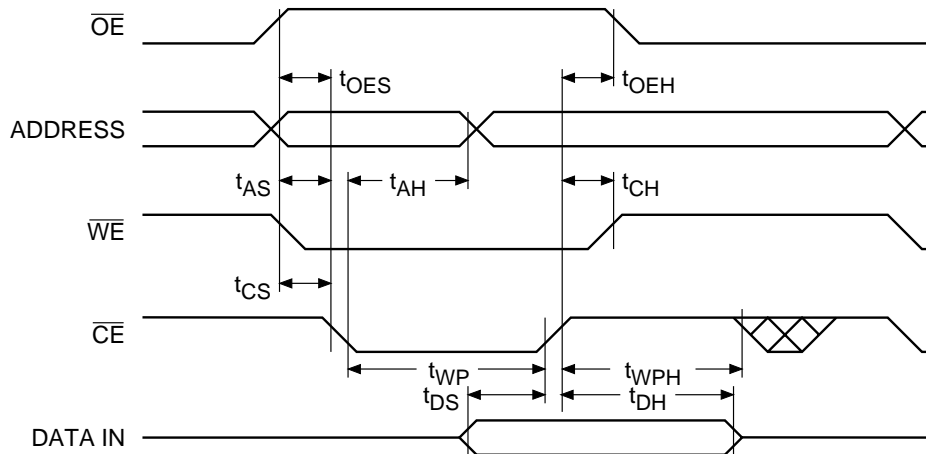 OE
tOES
tOEH
ADDRESS
tAS
tAH
tCH
WE
tCS
CE
tWP
tWPH
tDS
tDH
DATA IN